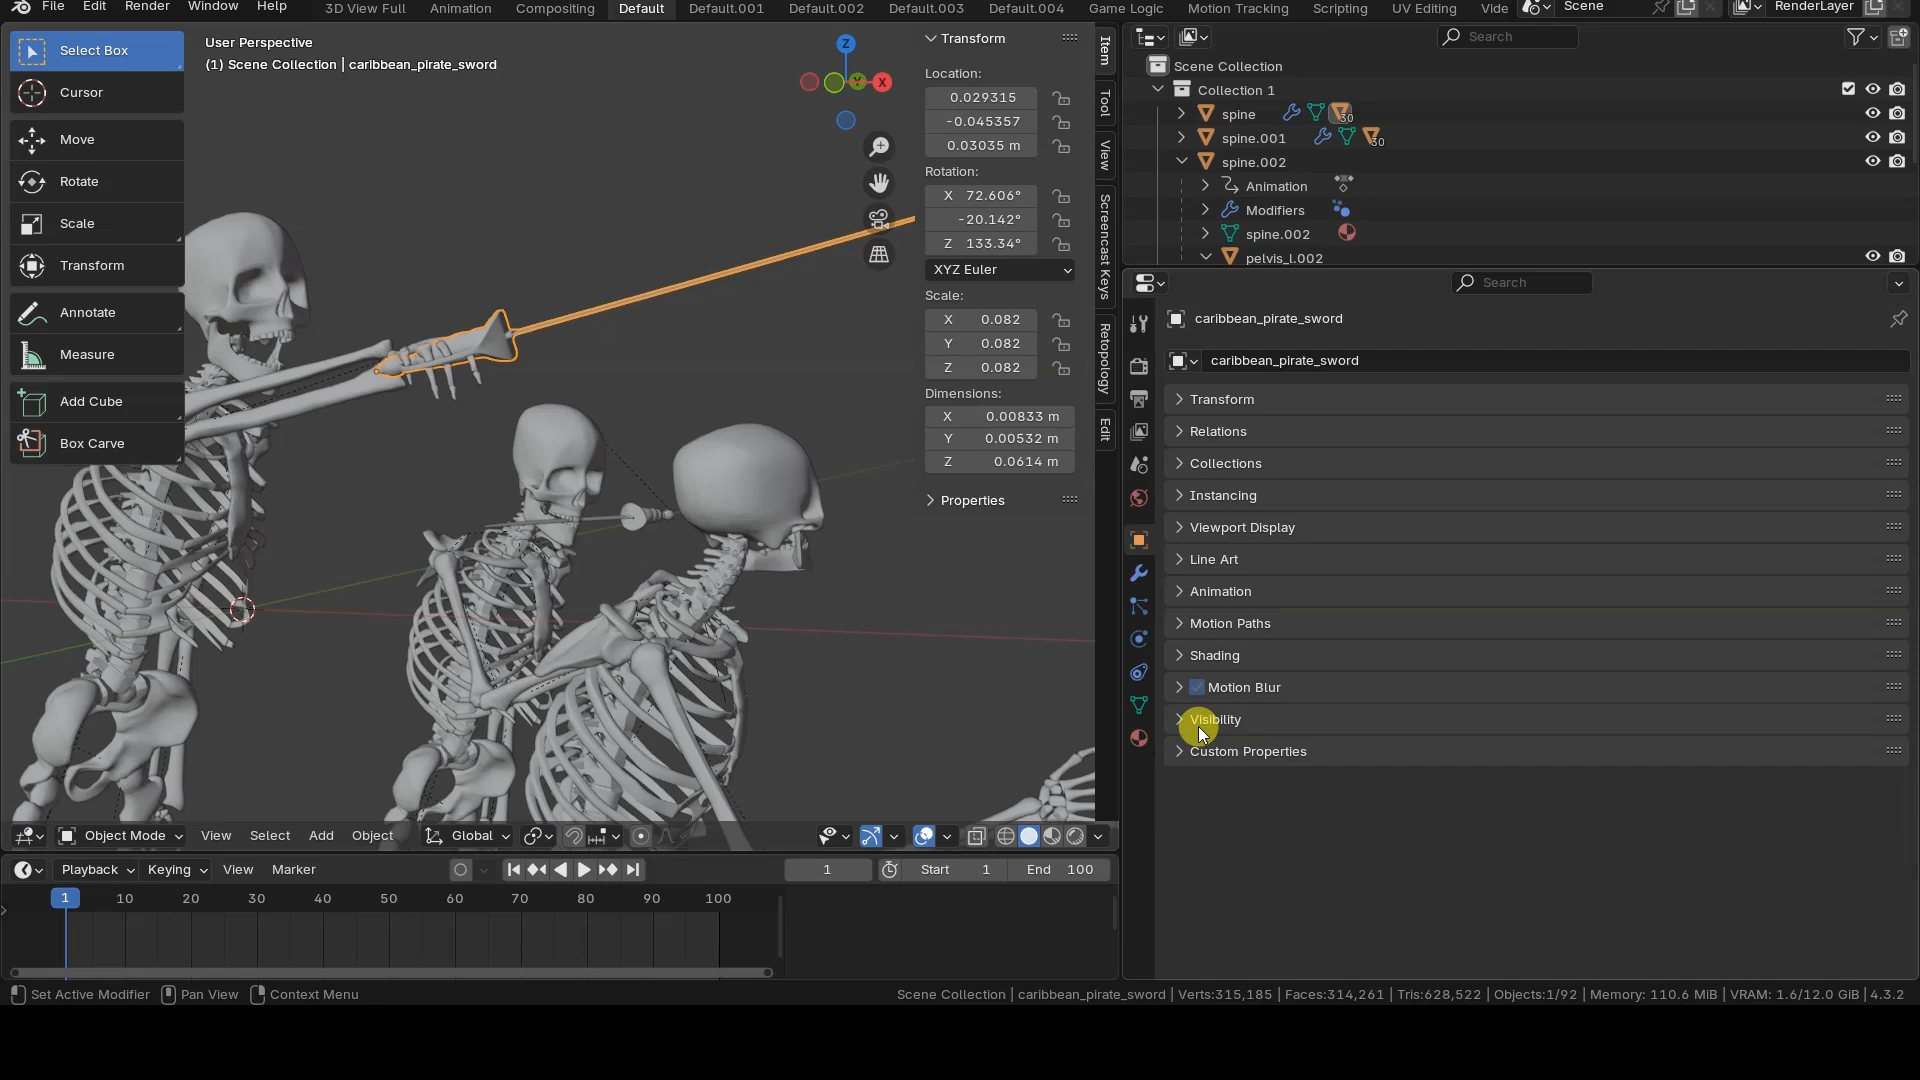 File Edit Render Window Help 3D View Full Animation Compositing Default Default.001 Default.002 Default.003 Default.004 Game Logic Motion Tracking Scripting UV Editing Vide Scene RenderLayer
Select Box
Cursor
Move
Rotate
Scale
Transform
Annotate
Measure
Add Cube
Box Carve
User Perspective
(1) Scene Collection | caribbean_pirate_sword
Z
Y
X
Transform
Location:
0.029315
-0.045357
0.03035 m
Rotation:
X 72.606°
-20.142°
Z 133.34°
XYZ Euler
Scale:
X 0.082
Y 0.082
Z 0.082
Dimensions:
X 0.00833 m
Y 0.00532 m
Z 0.0614 m
Properties
Item
Tool
View
Screencast Keys
Retopology
Edit
Search
Scene Collection
Collection 1
spine 30
spine.001 30
spine.002
Animation
Modifiers
spine.002
pelvis_l.002
Search
caribbean_pirate_sword
caribbean_pirate_sword
Transform
Relations
Collections
Instancing
Viewport Display
Line Art
Animation
Motion Paths
Shading
Motion Blur
Visibility
Custom Properties
Object Mode View Select Add Object Global
Playback Keying View Marker 1 Start 1 End 100
1 10 20 30 40 50 60 70 80 90 100
Set Active Modifier Pan View Context Menu Scene Collection | caribbean_pirate_sword | Verts:315,185 | Faces:314,261 | Tris:628,522 | Objects:1/92 | Memory: 110.6 MiB | VRAM: 1.6/12.0 GiB | 4.3.2